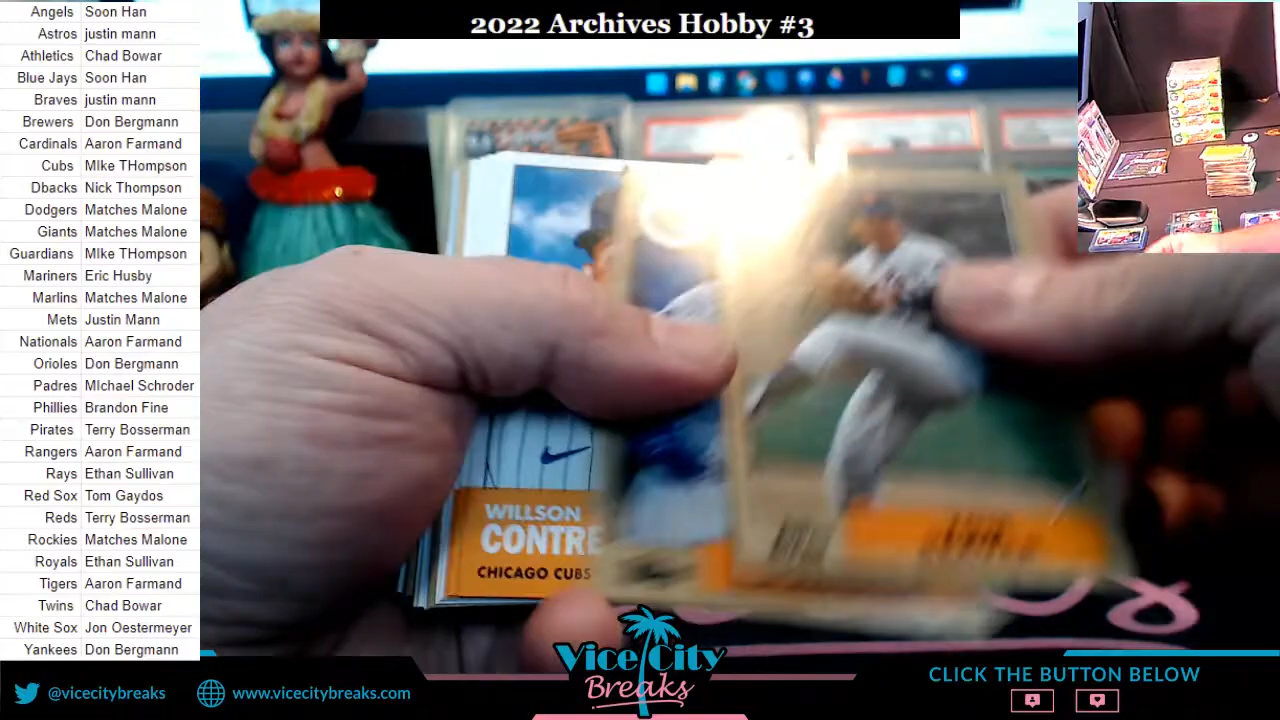 2022 Archives Hobby #3
Angels Soon Han
Astros justin mann
Athletics Chad Bowar
Blue Jays Soon Han
Braves justin mann
Brewers Don Bergmann
Cardinals Aaron Farmand
Cubs MIke THompson
Dbacks Nick Thompson
Dodgers Matches Malone
Giants Matches Malone
Guardians MIke THompson
Mariners Eric Husby
Marlins Matches Malone
Mets Justin Mann
Nationals Aaron Farmand
Orioles Don Bergmann
Padres MIchael Schroder
Phillies Brandon Fine
Pirates Terry Bosserman
Rangers Aaron Farmand
Rays Ethan Sullivan
Red Sox Tom Gaydos
Reds Terry Bosserman
Rockies Matches Malone
Royals Ethan Sullivan
Tigers Aaron Farmand
Twins Chad Bowar
White Sox Jon Oestermeyer
Yankees Don Bergmann
WILLSON
CONTRE
CHICAGO CUBS
@vicecitybreaks
www.vicecitybreaks.com
Vice City
Breaks
CLICK THE BUTTON BELOW